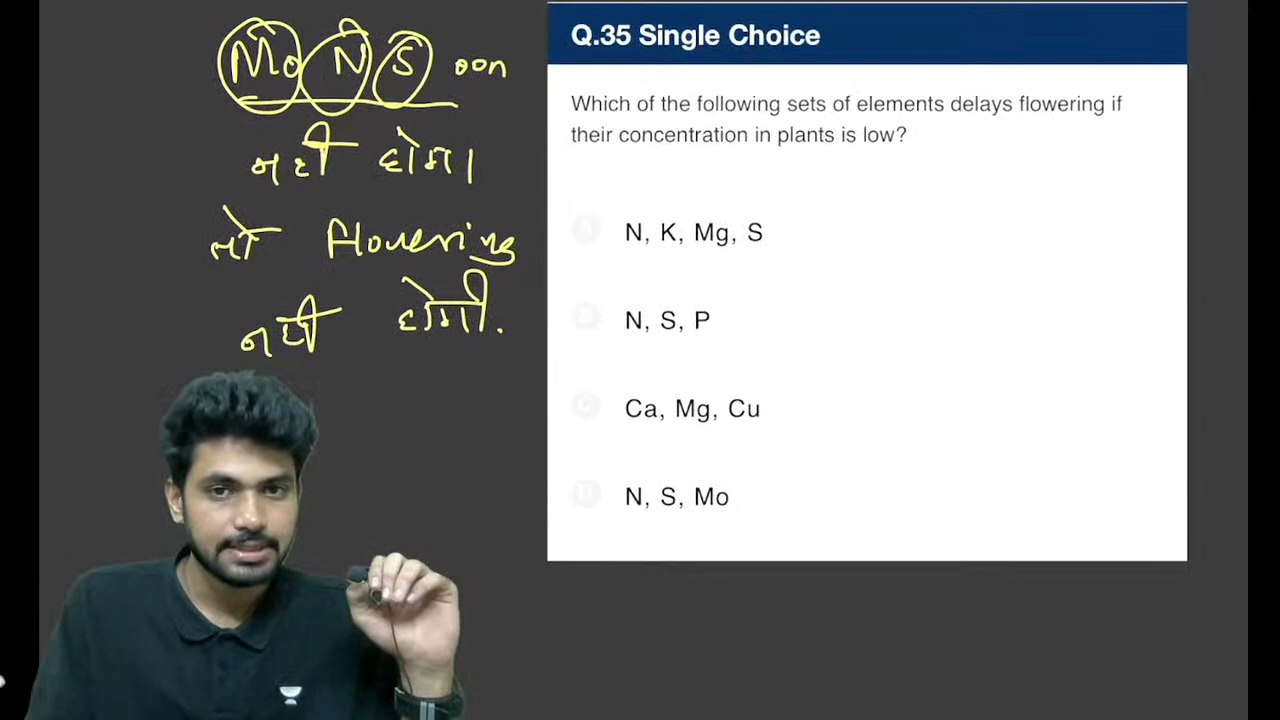 MoNS oon
नही होगा।
तो flowering
नही होगी.
Q.35 Single Choice
Which of the following sets of elements delays flowering if
their concentration in plants is low?
A N, K, Mg, S
B N, S, P
C Ca, Mg, Cu
D N, S, Mo